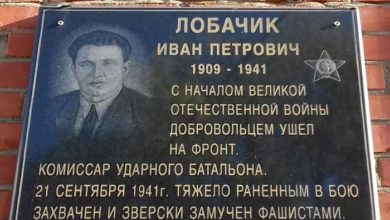 ЛОБАЧИК
ИВАН ПЕТРОВИЧ
1909 - 1941
С НАЧАЛОМ ВЕЛИКОЙ
ОТЕЧЕСТВЕННОЙ ВОЙНЫ
ДОБРОВОЛЬЦЕМ УШЕЛ
НА ФРОНТ.
КОМИССАР УДАРНОГО БАТАЛЬОНА.
21 СЕНТЯБРЯ 1941г. ТЯЖЕЛО РАНЕННЫМ В БОЮ
ЗАХВАЧЕН И ЗВЕРСКИ ЗАМУЧЕН ФАШИСТАМИ.